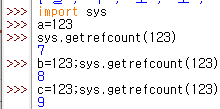 >>> import sys
>>> a=123
>>> sys.getrefcount(123)
7
>>> b=123;sys.getrefcount(123)
8
>>> c=123;sys.getrefcount(123)
9